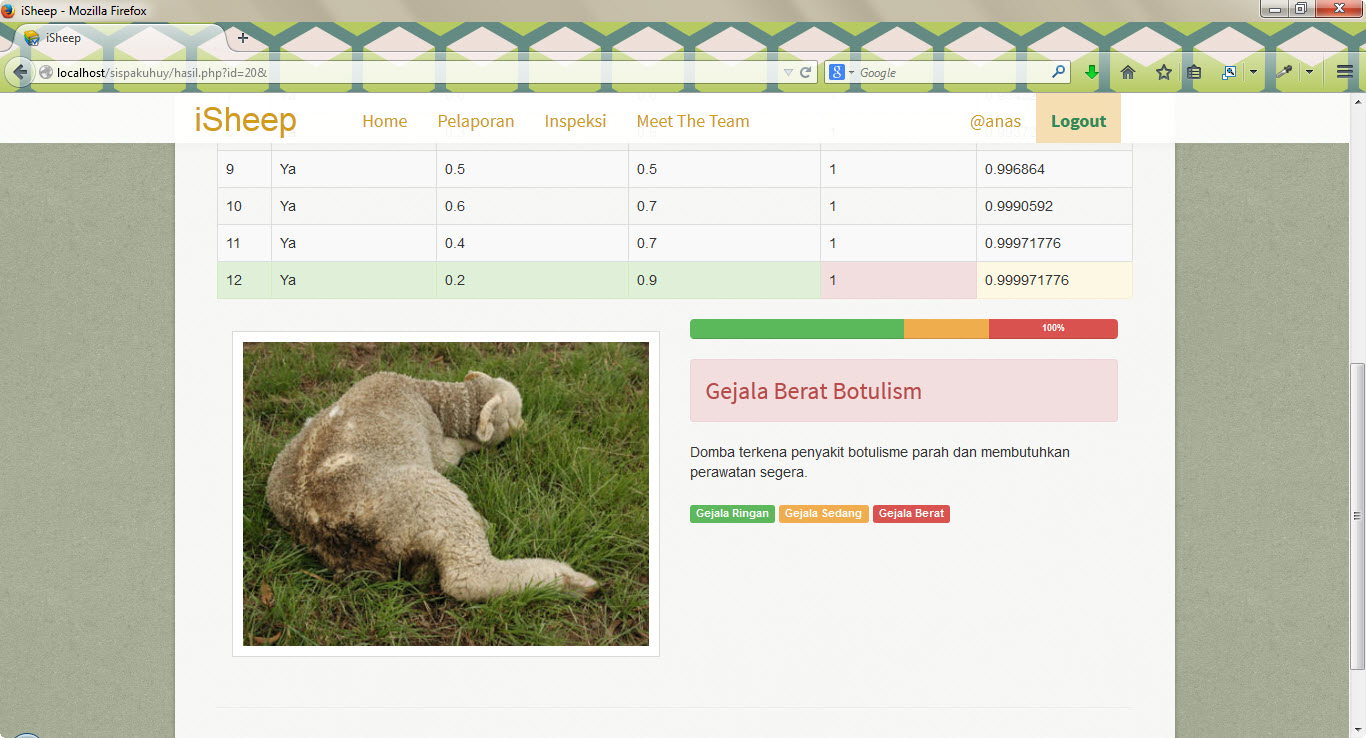 iSheep - Mozilla Firefox
iSheep
localhost/sispakuhuy/hasil.php?id=20&
Google
iSheep Home Pelaporan Inspeksi Meet The Team @anas Logout
9 Ya 0.5 0.5 1 0.996864
10 Ya 0.6 0.7 1 0.9990592
11 Ya 0.4 0.7 1 0.99971776
12 Ya 0.2 0.9 1 0.999971776
100%
Gejala Berat Botulism
Domba terkena penyakit botulisme parah dan membutuhkan
perawatan segera.
Gejala Ringan Gejala Sedang Gejala Berat